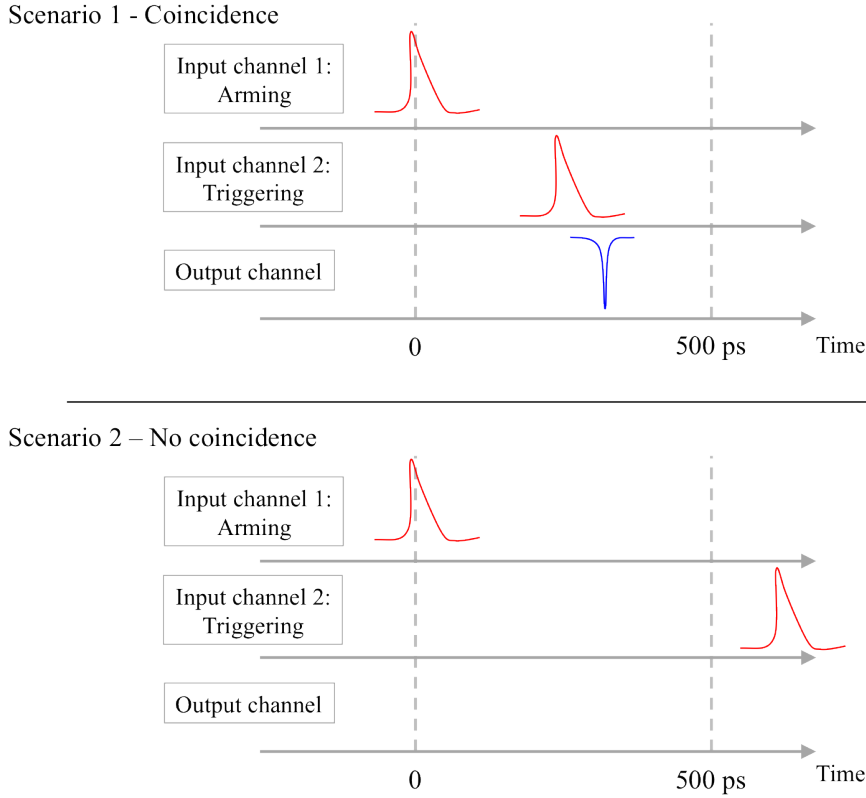 Scenario 1 - Coincidence
Input channel 1:
Arming
Input channel 2:
Triggering
Output channel
0
500 ps
Time
Scenario 2 – No coincidence
Input channel 1:
Arming
Input channel 2:
Triggering
Output channel
0
500 ps
Time